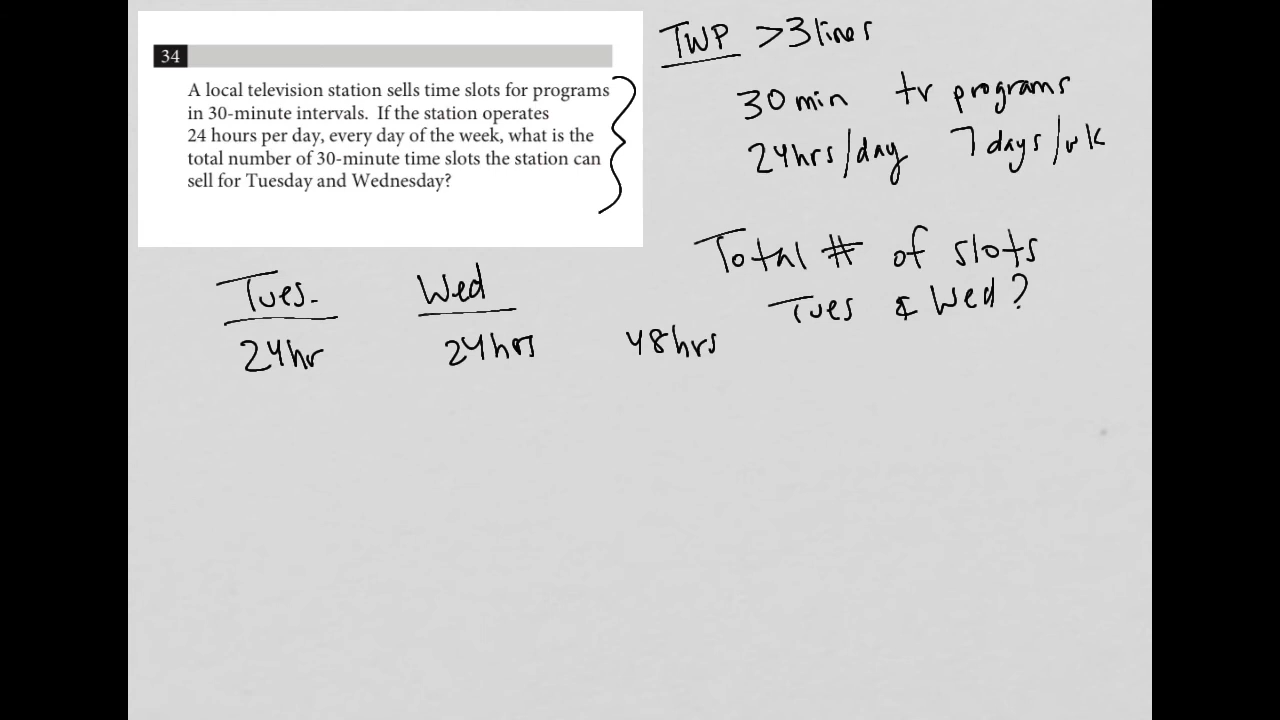 34
A local television station sells time slots for programs
in 30-minute intervals. If the station operates
24 hours per day, every day of the week, what is the
total number of 30-minute time slots the station can
sell for Tuesday and Wednesday?
TWP >3 lines
30 min tv programs
24hrs/day 7 days/wk
Total # of slots
Tues & Wed?
Tues. Wed
24hr 24hrs 48hrs